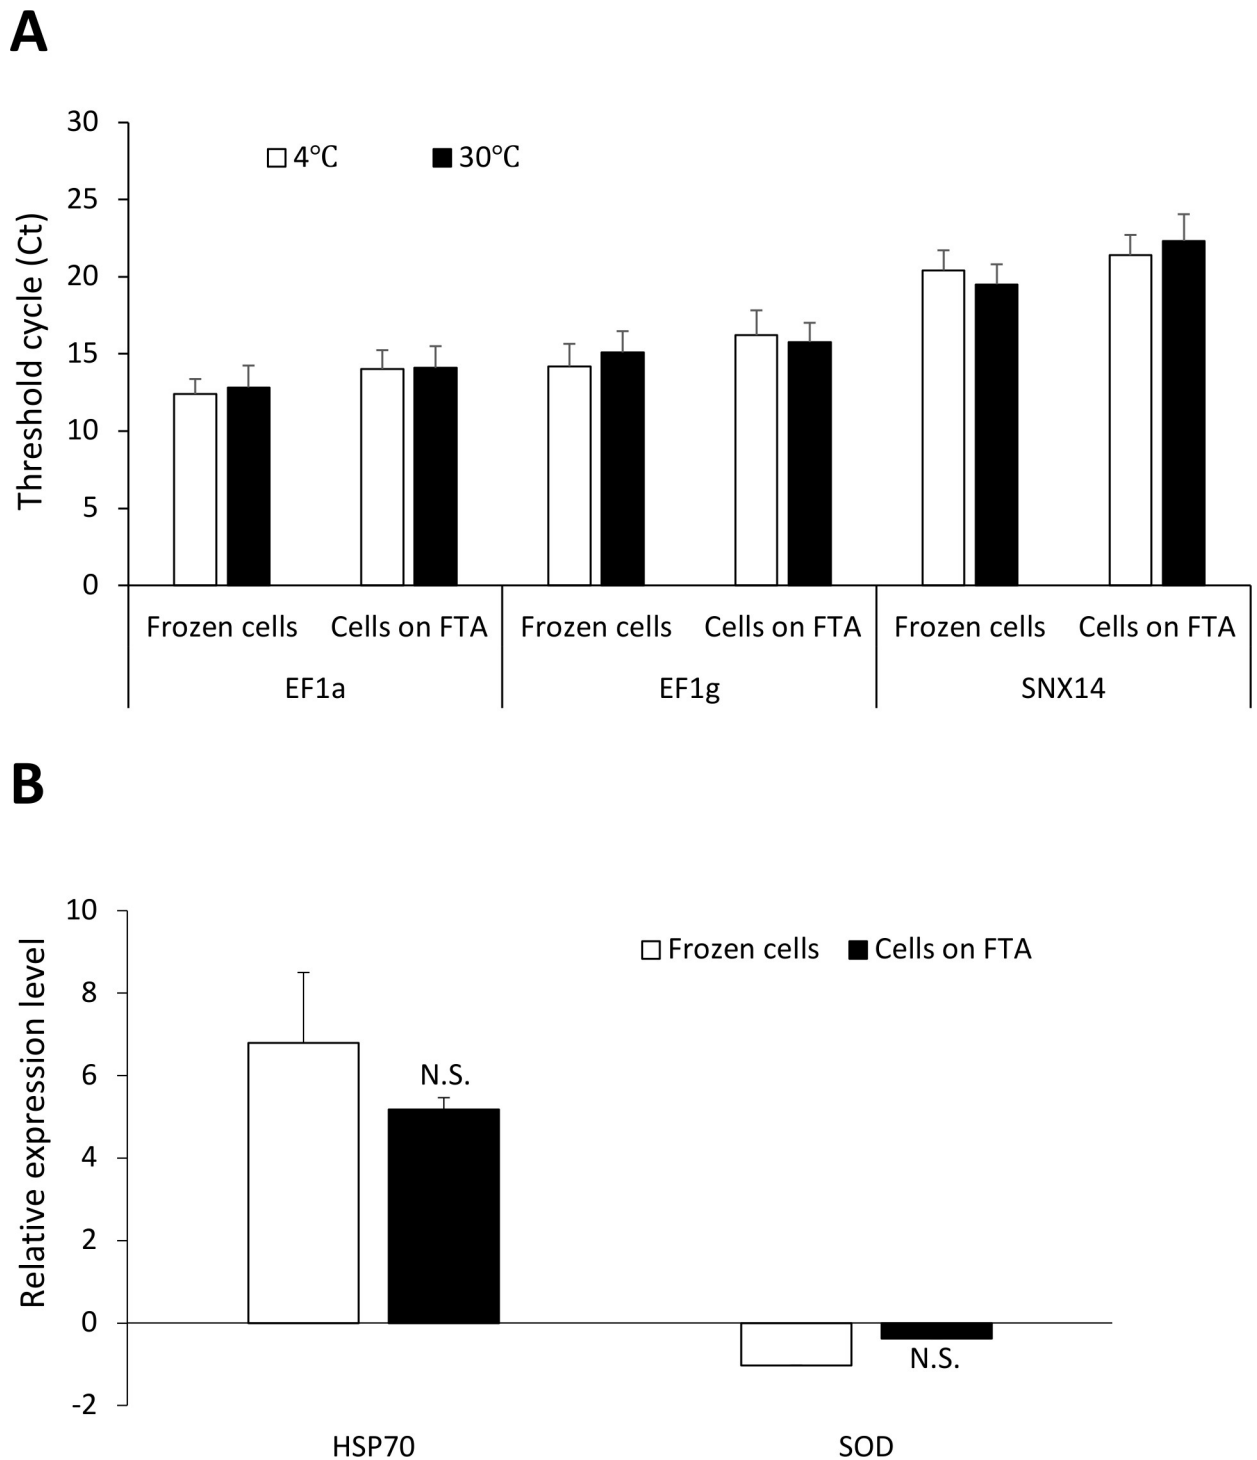 A
30
4℃ 30℃
25
20
15
10
5
0
Threshold cycle (Ct)
Frozen cells Cells on FTA Frozen cells Cells on FTA Frozen cells Cells on FTA
EF1a EF1g SNX14
B
10
Frozen cells Cells on FTA
8
6
N.S.
4
2
0
N.S.
-2
Relative expression level
HSP70 SOD